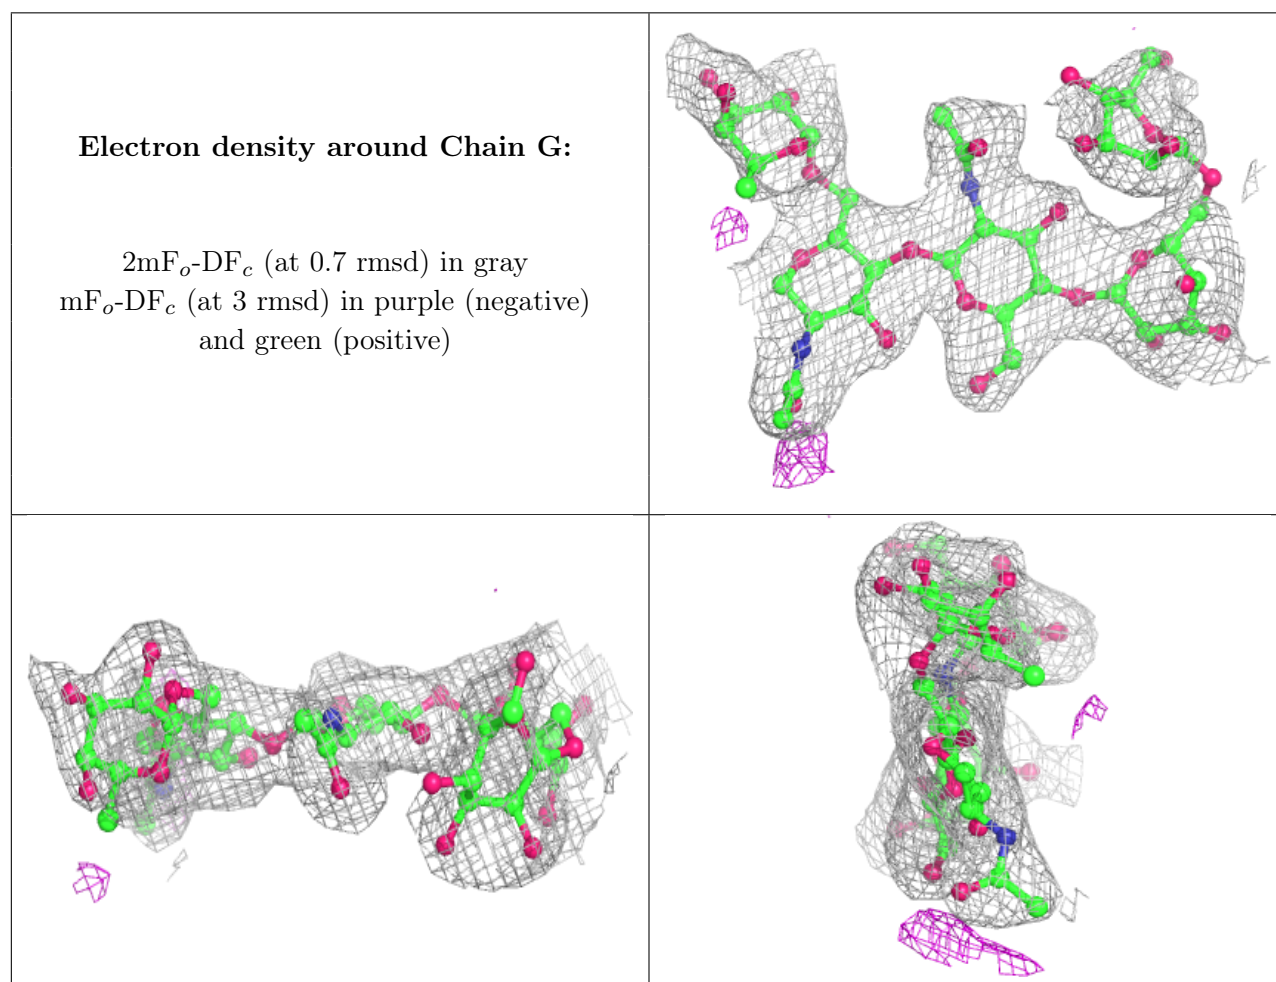 Electron density around Chain G:
2mFₒ-DF𝒸 (at 0.7 rmsd) in gray
mFₒ-DF𝒸 (at 3 rmsd) in purple (negative)
and green (positive)